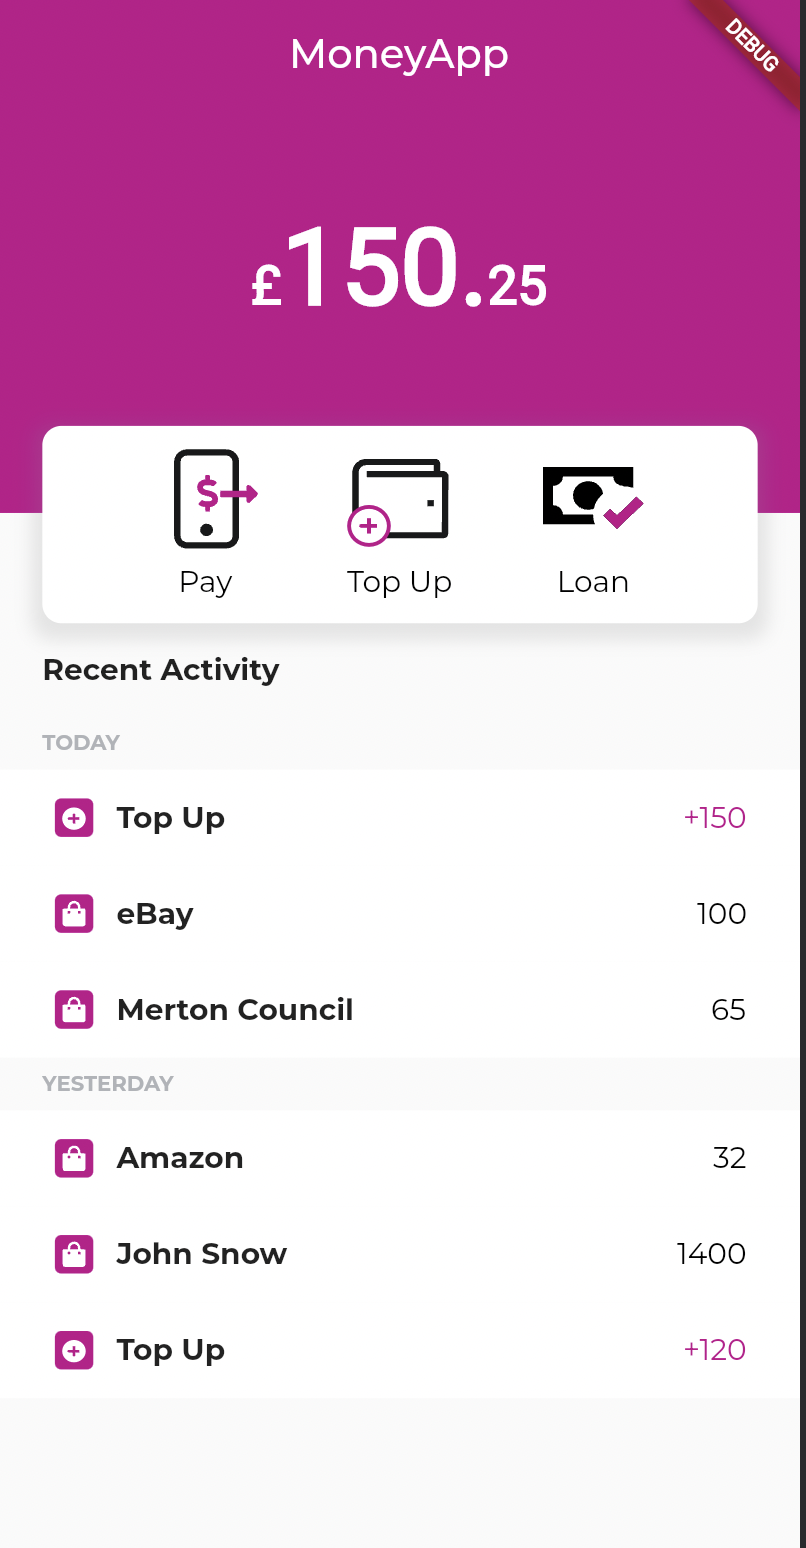 MoneyApp
DEBUG
£150.25
$
Pay
Top Up
Loan
Recent Activity
TODAY
Top Up +150
eBay 100
Merton Council 65
YESTERDAY
Amazon 32
John Snow 1400
Top Up +120